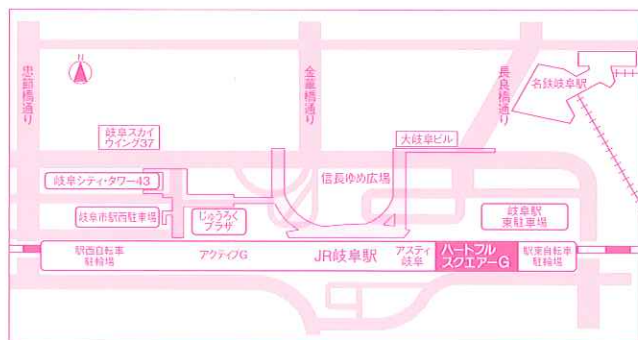 N
忠節橋通り
金華橋通り
長良橋通り
名鉄岐阜駅
岐阜スカイ
ウイング37
大岐阜ビル
岐阜シティ・タワー43
信長ゆめ広場
岐阜市駅西駐車場
じゅうろく
プラザ
岐阜駅
東駐車場
駅西自転車
駐輪場
アクティブG
JR岐阜駅
アスティ
岐阜
ハートフル
スクエアーG
駅東自転車
駐輪場